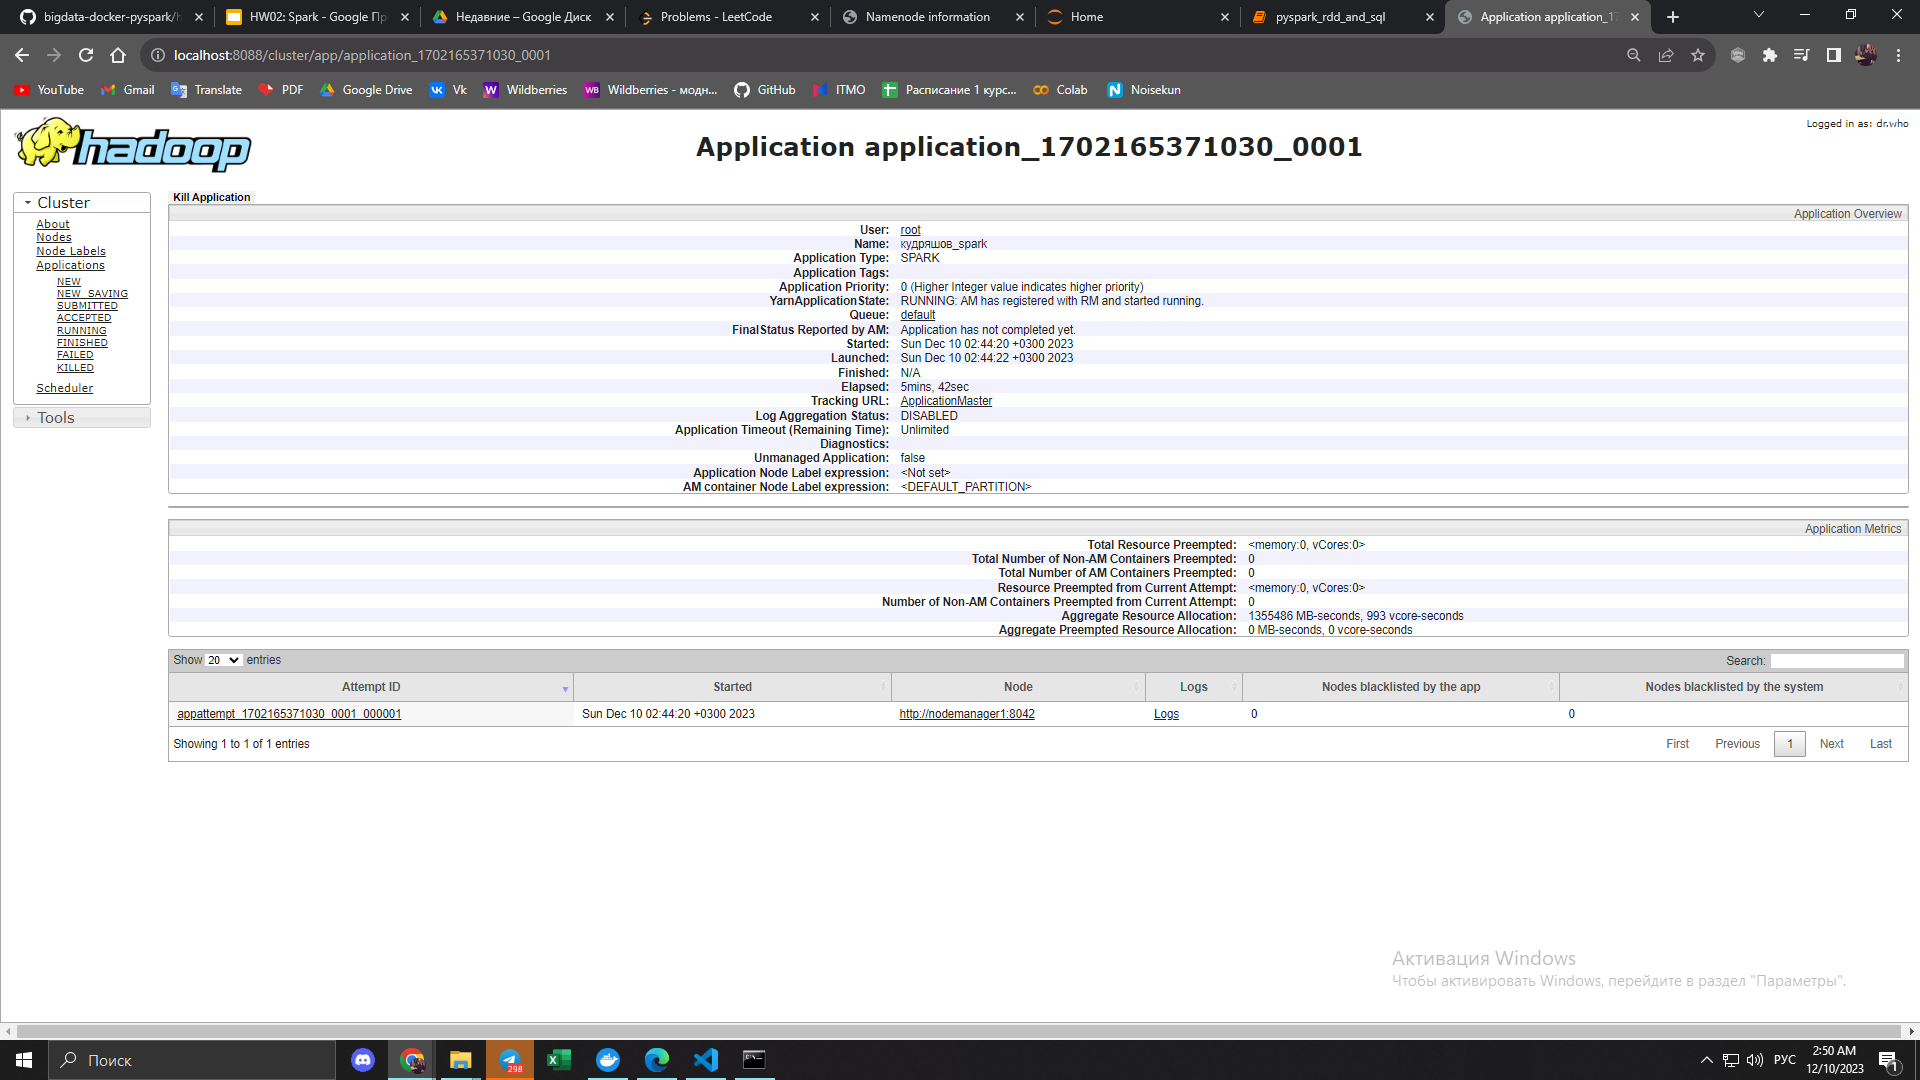 bigdata-docker-pyspark/h
HW02: Spark - Google Пр
Недавние – Google Диск
Problems - LeetCode
Namenode information
Home
pyspark_rdd_and_sql
Application application_17
localhost:8088/cluster/app/application_1702165371030_0001
YouTube Gmail Translate PDF Google Drive Vk Wildberries Wildberries - модн... GitHub ITMO Расписание 1 курс... Colab Noisekun
Logged in as: dr.who
hadoop
Application application_1702165371030_0001
Cluster
About
Nodes
Node Labels
Applications
NEW
NEW_SAVING
SUBMITTED
ACCEPTED
RUNNING
FINISHED
FAILED
KILLED
Scheduler
Tools
Kill Application
Application Overview
User: root
Name: кудряшов_spark
Application Type: SPARK
Application Tags:
Application Priority: 0 (Higher Integer value indicates higher priority)
YarnApplicationState: RUNNING: AM has registered with RM and started running.
Queue: default
FinalStatus Reported by AM: Application has not completed yet.
Started: Sun Dec 10 02:44:20 +0300 2023
Launched: Sun Dec 10 02:44:22 +0300 2023
Finished: N/A
Elapsed: 5mins, 42sec
Tracking URL: ApplicationMaster
Log Aggregation Status: DISABLED
Application Timeout (Remaining Time): Unlimited
Diagnostics:
Unmanaged Application: false
Application Node Label expression: <Not set>
AM container Node Label expression: <DEFAULT_PARTITION>
Application Metrics
Total Resource Preempted: <memory:0, vCores:0>
Total Number of Non-AM Containers Preempted: 0
Total Number of AM Containers Preempted: 0
Resource Preempted from Current Attempt: <memory:0, vCores:0>
Number of Non-AM Containers Preempted from Current Attempt: 0
Aggregate Resource Allocation: 1355486 MB-seconds, 993 vcore-seconds
Aggregate Preempted Resource Allocation: 0 MB-seconds, 0 vcore-seconds
Show 20 entries
Search:
Attempt ID Started Node Logs Nodes blacklisted by the app Nodes blacklisted by the system
appattempt_1702165371030_0001_000001 Sun Dec 10 02:44:20 +0300 2023 http://nodemanager1:8042 Logs 0 0
Showing 1 to 1 of 1 entries
First Previous 1 Next Last
Активация Windows
Чтобы активировать Windows, перейдите в раздел "Параметры".
Поиск
298
РУС
2:50 AM
12/10/2023
1